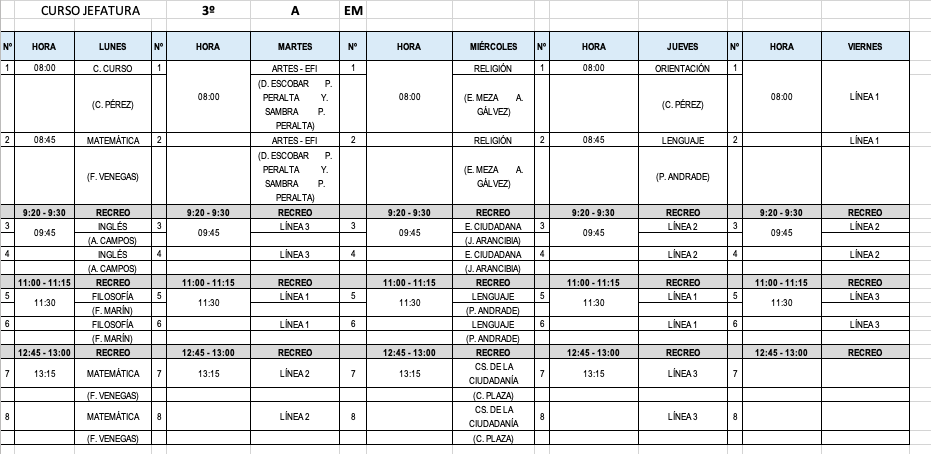 CURSO JEFATURA 3º A EM
Nº HORA LUNES Nº HORA MARTES Nº HORA MIÉRCOLES Nº HORA JUEVES Nº HORA VIERNES
1 08:00 C. CURSO 1 08:00 ARTES - EFI 1 08:00 RELIGIÓN 1 08:00 ORIENTACIÓN 1 08:00 LÍNEA 1
(C. PÉREZ) (D. ESCOBAR P. (E. MEZA A. (C. PÉREZ)
PERALTA Y. GÁLVEZ)
SAMBRA P.
PERALTA)
2 08:45 MATEMÁTICA 2 ARTES - EFI 2 RELIGIÓN 2 08:45 LENGUAJE 2 LÍNEA 1
(F. VENEGAS) (D. ESCOBAR P. (E. MEZA A. (P. ANDRADE)
PERALTA Y. GÁLVEZ)
SAMBRA P.
PERALTA)
9:20 - 9:30 RECREO 9:20 - 9:30 RECREO 9:20 - 9:30 RECREO 9:20 - 9:30 RECREO 9:20 - 9:30 RECREO
3 09:45 INGLÉS 3 09:45 LÍNEA 3 3 09:45 E. CIUDADANA 3 09:45 LÍNEA 2 3 09:45 LÍNEA 2
(A. CAMPOS) (J. ARANCIBIA)
4 INGLÉS 4 LÍNEA 3 4 E. CIUDADANA 4 LÍNEA 2 4 LÍNEA 2
(A. CAMPOS) (J. ARANCIBIA)
11:00 - 11:15 RECREO 11:00 - 11:15 RECREO 11:00 - 11:15 RECREO 11:00 - 11:15 RECREO 11:00 - 11:15 RECREO
5 11:30 FILOSOFÍA 5 11:30 LÍNEA 1 5 11:30 LENGUAJE 5 11:30 LÍNEA 1 5 11:30 LÍNEA 3
(F. MARÍN) (P. ANDRADE)
6 FILOSOFÍA 6 LÍNEA 1 6 LENGUAJE 6 LÍNEA 1 6 LÍNEA 3
(F. MARÍN) (P. ANDRADE)
12:45 - 13:00 RECREO 12:45 - 13:00 RECREO 12:45 - 13:00 RECREO 12:45 - 13:00 RECREO 12:45 - 13:00 RECREO
7 13:15 MATEMÁTICA 7 13:15 LÍNEA 2 7 13:15 CS. DE LA 7 13:15 LÍNEA 3 7
CIUDADANÍA
(F. VENEGAS) (C. PLAZA)
8 MATEMÁTICA 8 LÍNEA 2 8 CS. DE LA 8 LÍNEA 3 8
CIUDADANÍA
(F. VENEGAS) (C. PLAZA)